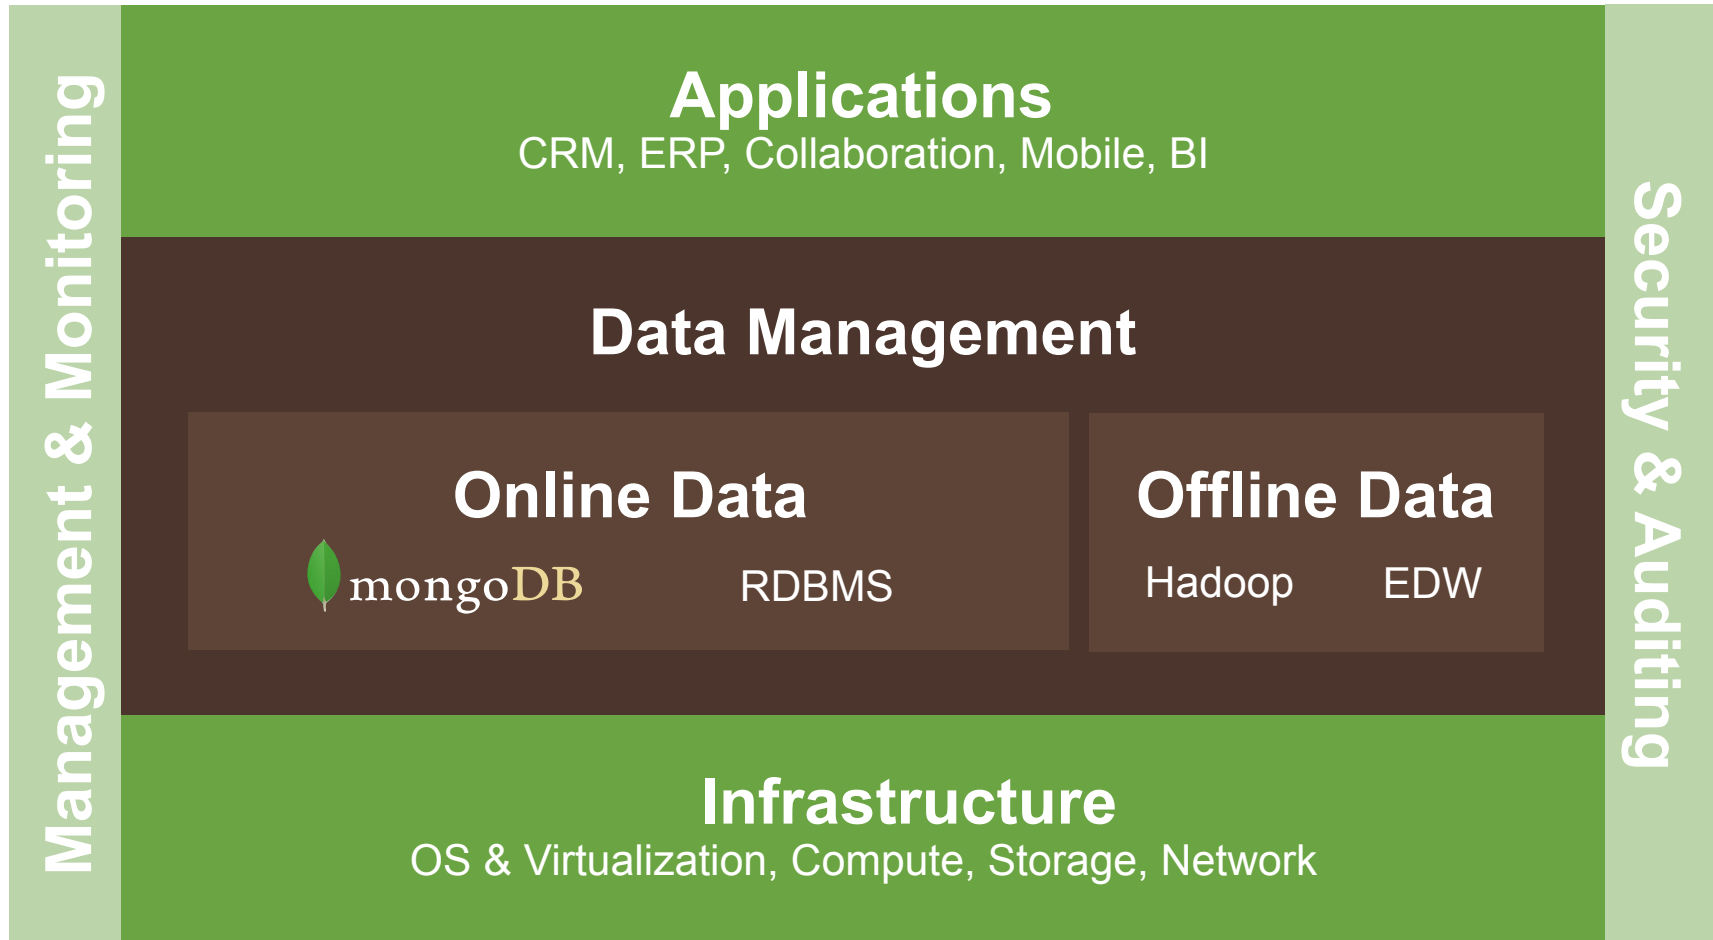 Management & Monitoring
Applications
CRM, ERP, Collaboration, Mobile, BI
Data Management
Online Data
mongoDB
RDBMS
Offline Data
Hadoop
EDW
Infrastructure
OS & Virtualization, Compute, Storage, Network
Security & Auditing